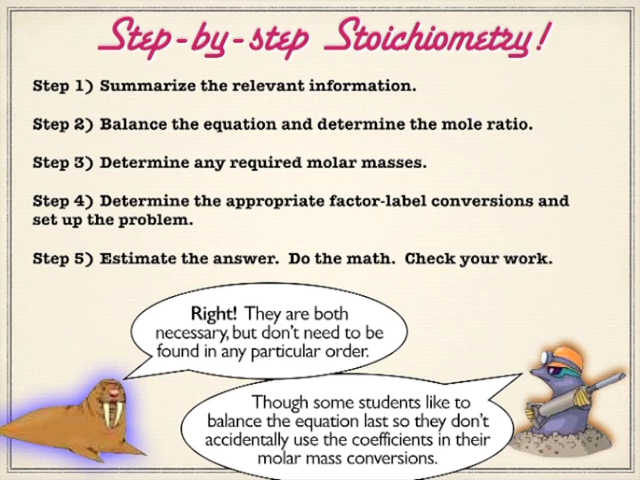 Step-by-step Stoichiometry!
Step 1) Summarize the relevant information.
Step 2) Balance the equation and determine the mole ratio.
Step 3) Determine any required molar masses.
Step 4) Determine the appropriate factor-label conversions and
set up the problem.
Step 5) Estimate the answer.  Do the math.  Check your work.
Right!  They are both
necessary, but don't need to be
found in any particular order.
Though some students like to
balance the equation last so they don't
accidentally use the coefficients in their
molar mass conversions.